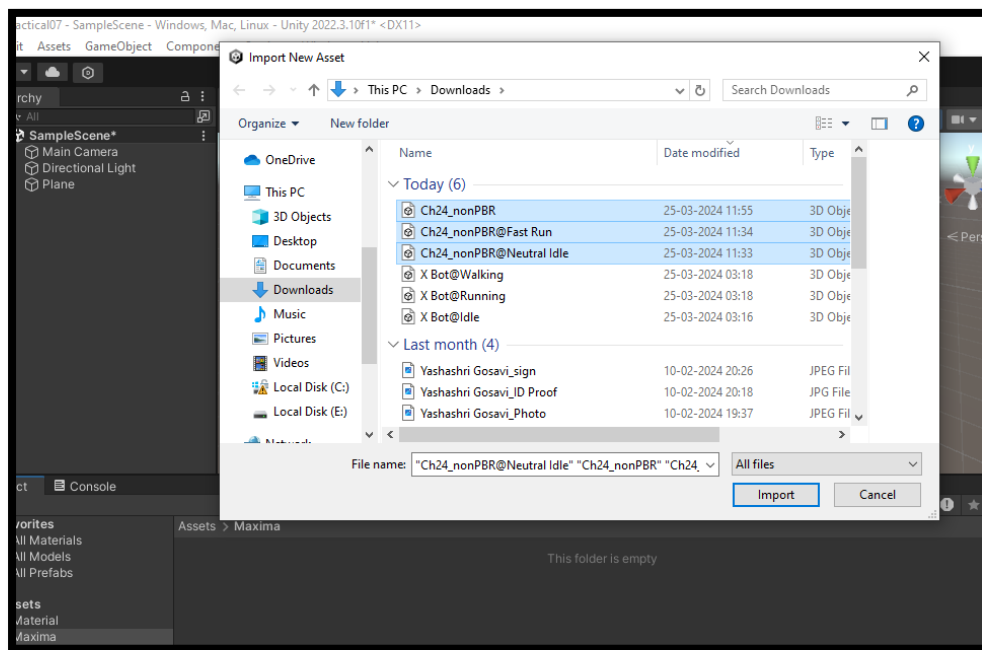 actical07 - SampleScene - Windows, Mac, Linux - Unity 2022.3.10f1* <DX11>
it Assets GameObject Compone
Import New Asset
This PC > Downloads >
Search Downloads
Organize
New folder
rchy
All
SampleScene*
Main Camera
Directional Light
Plane
OneDrive
This PC
3D Objects
Desktop
Documents
Downloads
Music
Pictures
Videos
Local Disk (C:)
Local Disk (E:)
Network
Name Date modified Type
Today (6)
Ch24_nonPBR 25-03-2024 11:55 3D Obje
Ch24_nonPBR@Fast Run 25-03-2024 11:34 3D Obje
Ch24_nonPBR@Neutral Idle 25-03-2024 11:33 3D Obje
X Bot@Walking 25-03-2024 03:18 3D Obje
X Bot@Running 25-03-2024 03:18 3D Obje
X Bot@Idle 25-03-2024 03:16 3D Obje
Last month (4)
Yashashri Gosavi_sign 10-02-2024 20:26 JPEG Fil
Yashashri Gosavi_ID Proof 10-02-2024 20:18 JPG File
Yashashri Gosavi_Photo 10-02-2024 19:37 JPEG Fil
File name: "Ch24_nonPBR@Neutral Idle" "Ch24_nonPBR" "Ch24_
All files
Import
Cancel
y
< Pers
ct
Console
vorites
All Materials
All Models
All Prefabs
sets
Material
Maxima
Assets > Maxima
This folder is empty